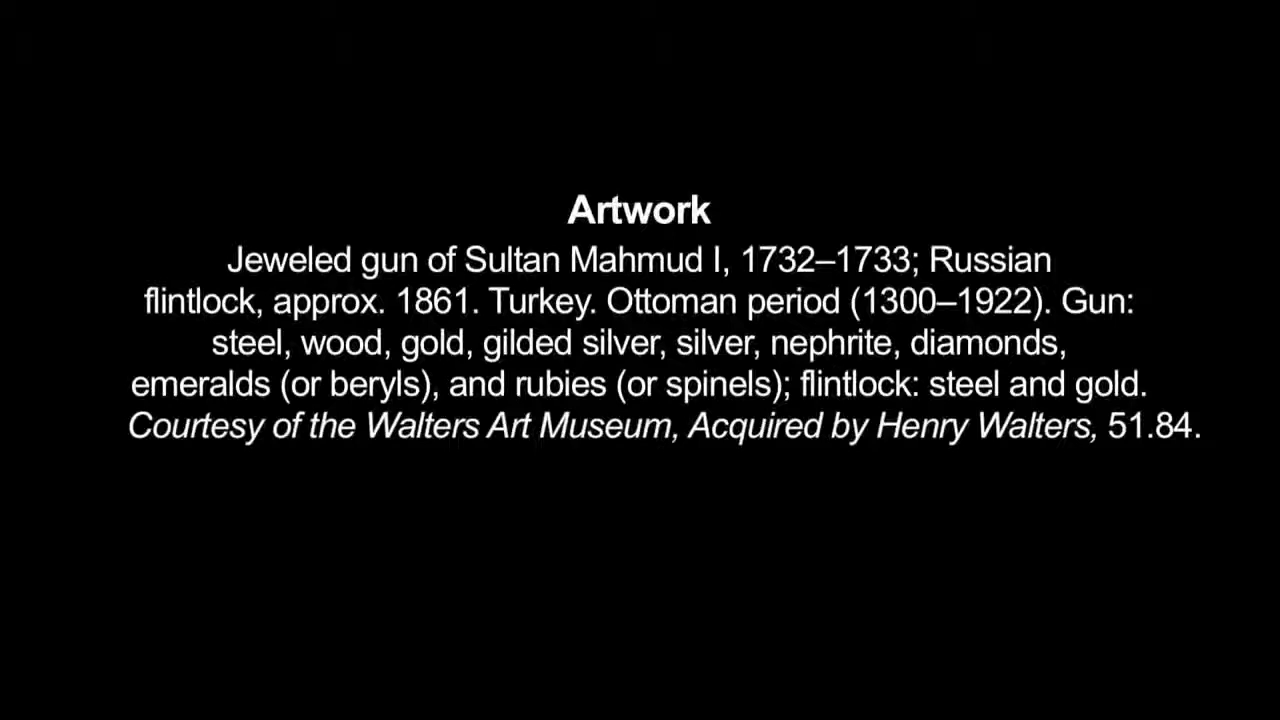 Artwork
Jeweled gun of Sultan Mahmud I, 1732–1733; Russian
flintlock, approx. 1861. Turkey. Ottoman period (1300–1922). Gun:
steel, wood, gold, gilded silver, silver, nephrite, diamonds,
emeralds (or beryls), and rubies (or spinels); flintlock: steel and gold.
Courtesy of the Walters Art Museum, Acquired by Henry Walters, 51.84.